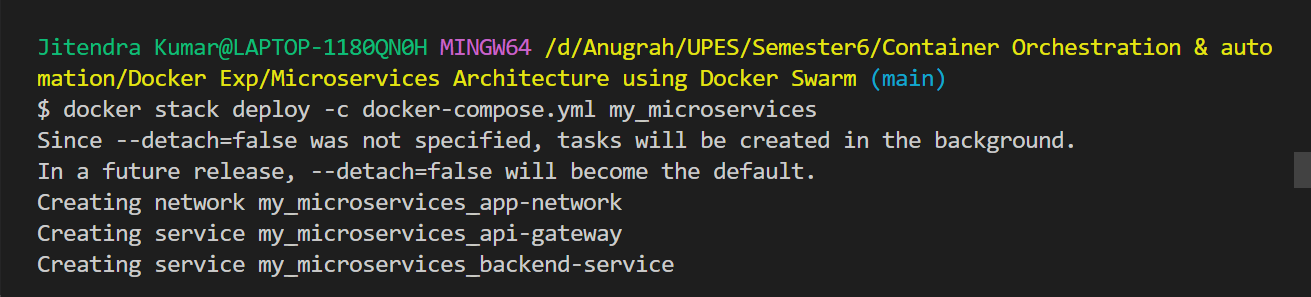 Jitendra Kumar@LAPTOP-1180QN0H MINGW64 /d/Anugrah/UPES/Semester6/Container Orchestration & auto
mation/Docker Exp/Microservices Architecture using Docker Swarm (main)
$ docker stack deploy -c docker-compose.yml my_microservices
Since --detach=false was not specified, tasks will be created in the background.
In a future release, --detach=false will become the default.
Creating network my_microservices_app-network
Creating service my_microservices_api-gateway
Creating service my_microservices_backend-service